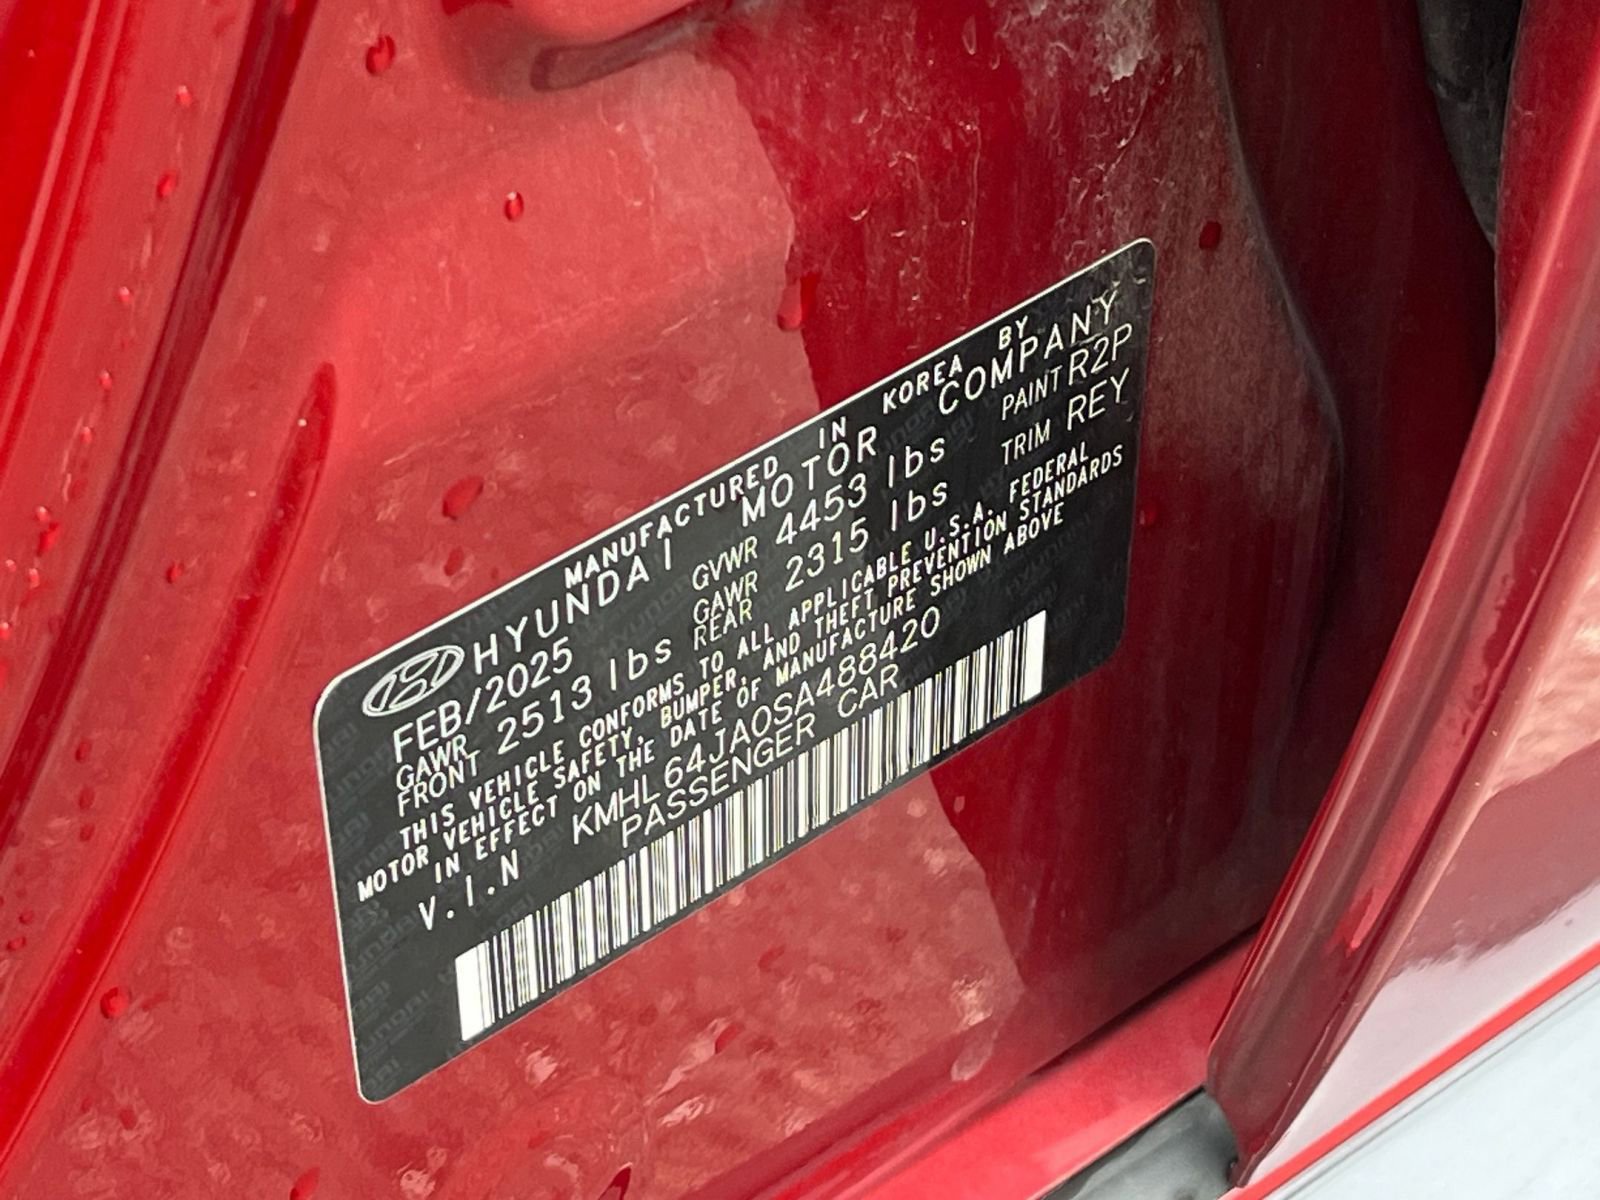 MANUFACTURED IN KOREA BY
HYUNDAI MOTOR COMPANY
FEB/2025 GVWR 4453 lbs PAINT R2P
GAWR FRONT 2513 lbs GAWR REAR 2315 lbs TRIM REY
THIS VEHICLE CONFORMS TO ALL APPLICABLE U.S.A. FEDERAL
MOTOR VEHICLE SAFETY, BUMPER, AND THEFT PREVENTION STANDARDS
IN EFFECT ON THE DATE OF MANUFACTURE SHOWN ABOVE
V.I.N KMHL64JA0SA488420
PASSENGER CAR